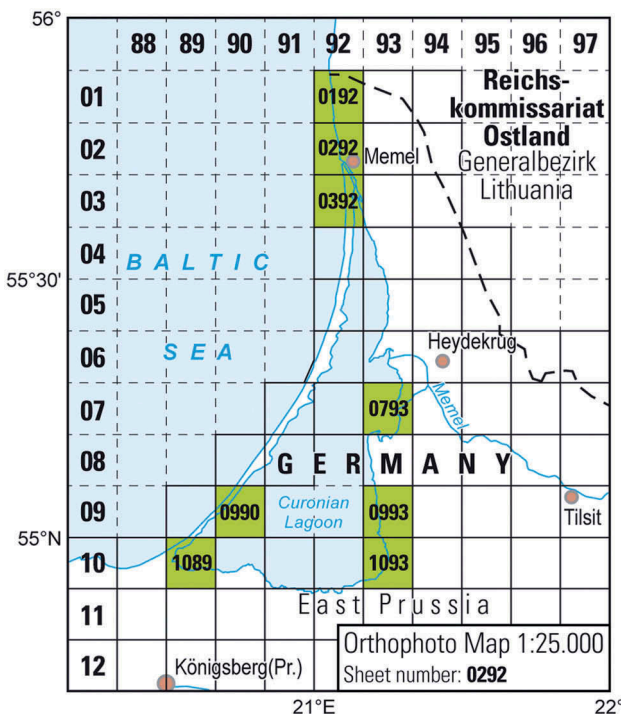 56°
88 89 90 91 92 93 94 95 96 97
01 0192 Reichs-
kommissariat
Ostland
02 0292 Memel Generalbezirk
Lithuania
03 0392
04 BALTIC
55°30'
05
06 SEA Heydekrug
07 0793 Memel
08 GERMANY
09 0990 Curonian
Lagoon 0993 Tilsit
55°N
10 1089 1093
11 East Prussia
12 Königsberg(Pr.)
Orthophoto Map 1:25.000
Sheet number: 0292
21°E 22°